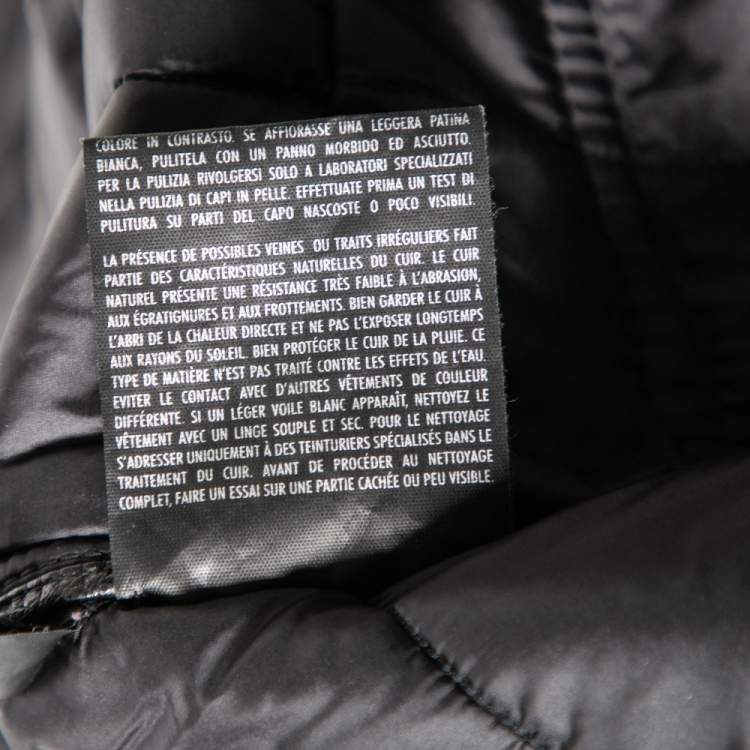 COLORE IN CONTRASTO. SE AFFIORASSE UNA LEGGERA PATINA
BIANCA, PULITELA CON UN PANNO MORBIDO ED ASCIUTTO.
PER LA PULIZIA RIVOLGERSI SOLO A LABORATORI SPECIALIZZATI
NELLA PULIZIA DI CAPI IN PELLE. EFFETTUATE PRIMA UN TEST DI
PULITURA SU PARTI DEL CAPO NASCOSTE O POCO VISIBILI.
LA PRÉSENCE DE POSSIBLES VEINES OU TRAITS IRRÉGULIERS FAIT
PARTIE DES CARACTÉRISTIQUES NATURELLES DU CUIR. LE CUIR
NATUREL PRÉSENTE UNE RÉSISTANCE TRÈS FAIBLE À L'ABRASION,
AUX ÉGRATIGNURES ET AUX FROTTEMENTS. BIEN GARDER LE CUIR À
L'ABRI DE LA CHALEUR DIRECTE ET NE PAS L'EXPOSER LONGTEMPS
AUX RAYONS DU SOLEIL. BIEN PROTÉGER LE CUIR DE LA PLUIE. CE
TYPE DE MATIÈRE N'EST PAS TRAITÉ CONTRE LES EFFETS DE L'EAU.
EVITER LE CONTACT AVEC D'AUTRES VÊTEMENTS DE COULEUR
DIFFÉRENTE. SI UN LÉGER VOILE BLANC APPARAÎT, NETTOYEZ LE
VÊTEMENT AVEC UN LINGE SOUPLE ET SEC. POUR LE NETTOYAGE
S'ADRESSER UNIQUEMENT À DES TEINTURIERS SPÉCIALISÉS DANS LE
TRAITEMENT DU CUIR. AVANT DE PROCÉDER AU NETTOYAGE
COMPLET, FAIRE UN ESSAI SUR UNE PARTIE CACHÉE OU PEU VISIBLE.